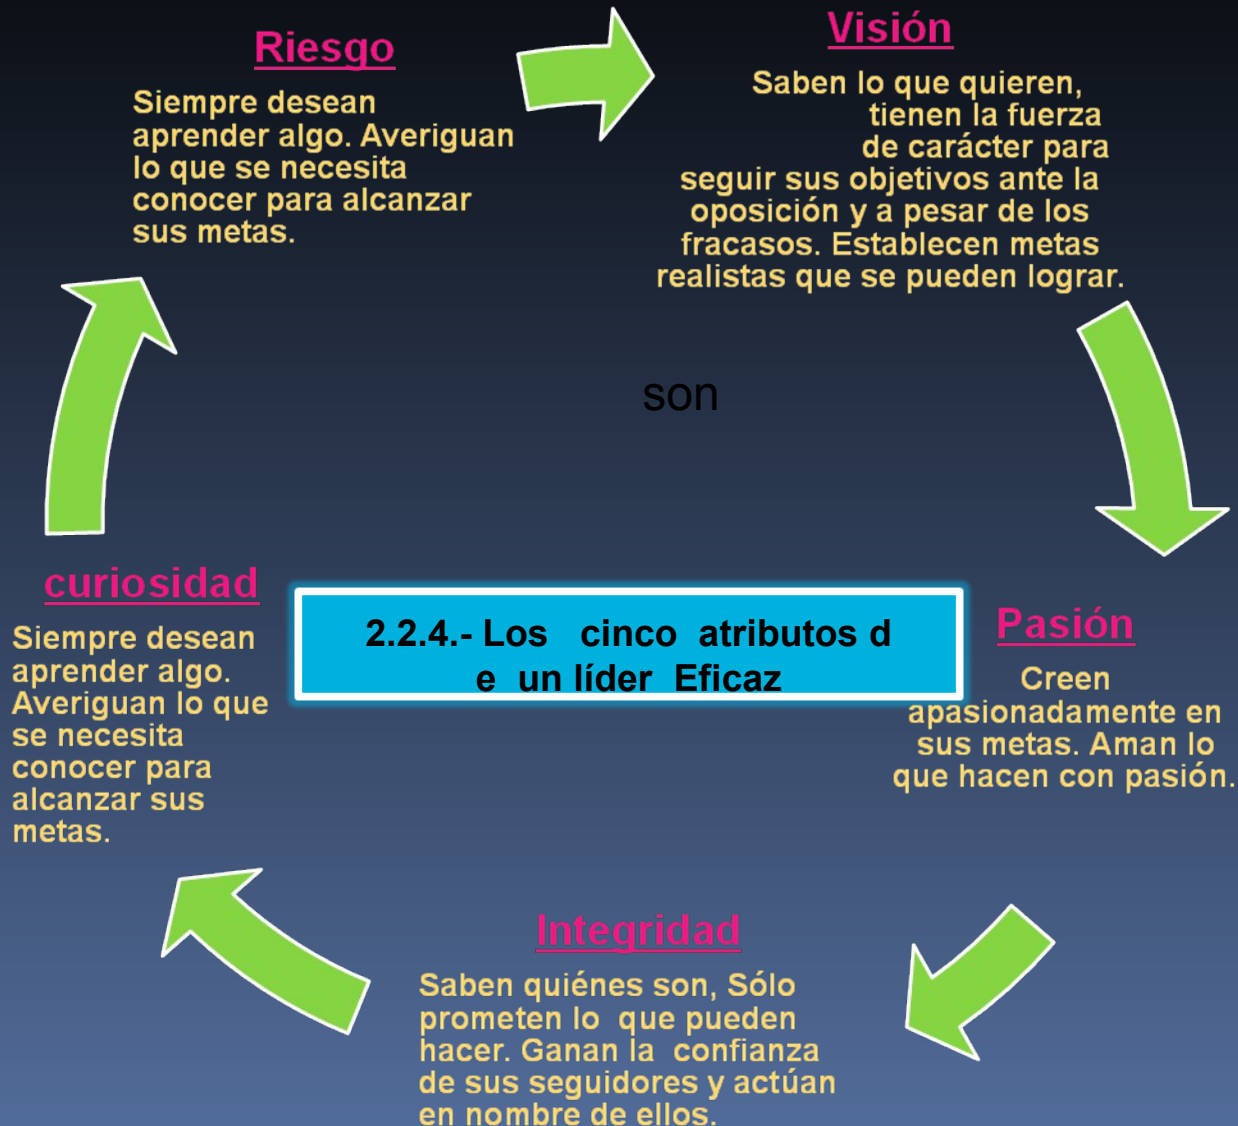 Riesgo
Siempre desean
aprender algo. Averiguan
lo que se necesita
conocer para alcanzar
sus metas.
Visión
Saben lo que quieren,
tienen la fuerza
de carácter para
seguir sus objetivos ante la
oposición y a pesar de los
fracasos. Establecen metas
realistas que se pueden lograr.
son
curiosidad
Siempre desean
aprender algo.
Averiguan lo que
se necesita
conocer para
alcanzar sus
metas.
2.2.4.- Los cinco atributos d
e un líder Eficaz
Pasión
Creen
apasionadamente en
sus metas. Aman lo
que hacen con pasión.
Integridad
Saben quiénes son, Sólo
prometen lo que pueden
hacer. Ganan la confianza
de sus seguidores y actúan
en nombre de ellos.